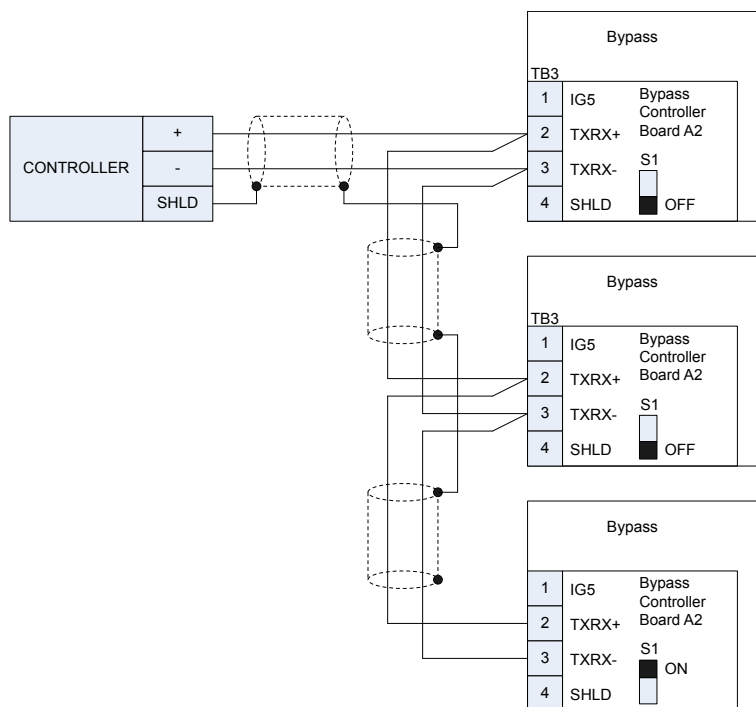 CONTROLLER
+
-
SHLD
Bypass
TB3
1 IG5
2 TXRX+
3 TXRX-
4 SHLD
Bypass
Controller
Board A2
S1
OFF
Bypass
TB3
1 IG5
2 TXRX+
3 TXRX-
4 SHLD
Bypass
Controller
Board A2
S1
OFF
Bypass
1 IG5
2 TXRX+
3 TXRX-
4 SHLD
Bypass
Controller
Board A2
S1
ON